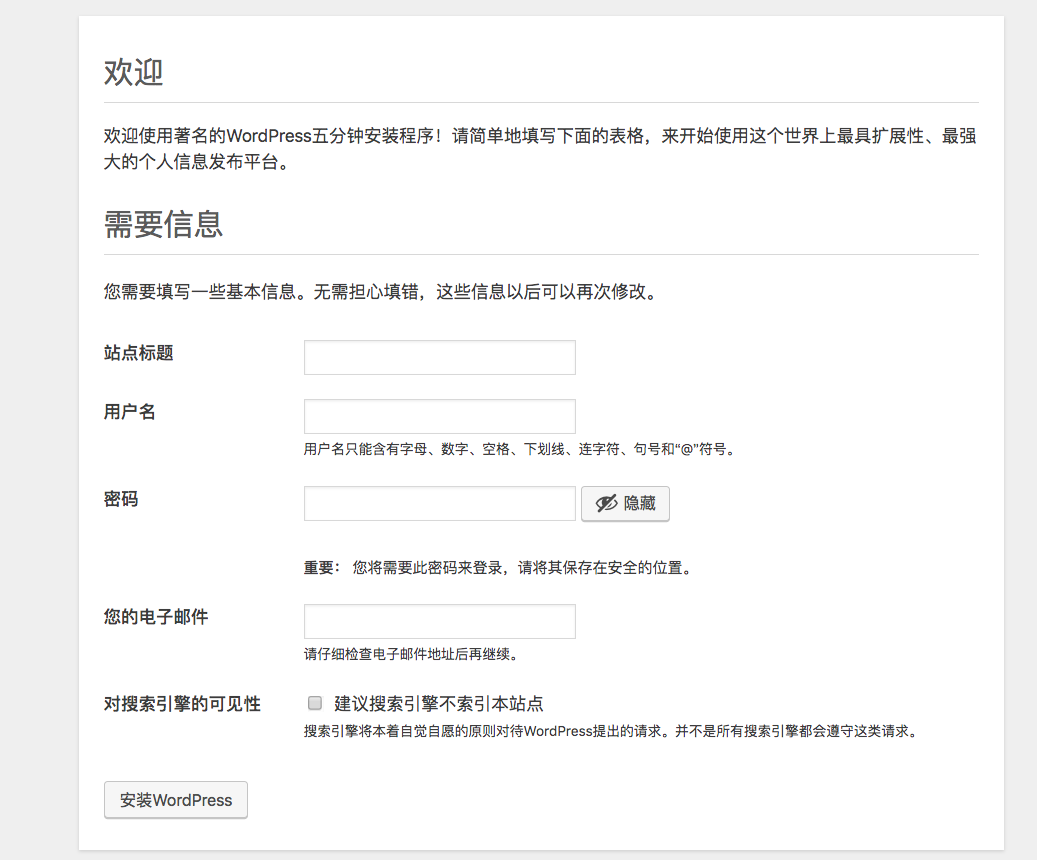 欢迎
欢迎使用著名的WordPress五分钟安装程序！请简单地填写下面的表格，来开始使用这个世界上最具扩展性、最强
大的个人信息发布平台。
需要信息
您需要填写一些基本信息。无需担心填错，这些信息以后可以再次修改。
站点标题
用户名
用户名只能含有字母、数字、空格、下划线、连字符、句号和“@”符号。
密码
隐藏
重要： 您将需要此密码来登录，请将其保存在安全的位置。
您的电子邮件
请仔细检查电子邮件地址后再继续。
对搜索引擎的可见性
建议搜索引擎不索引本站点
搜索引擎将本着自觉自愿的原则对待WordPress提出的请求。并不是所有搜索引擎都会遵守这类请求。
安装WordPress